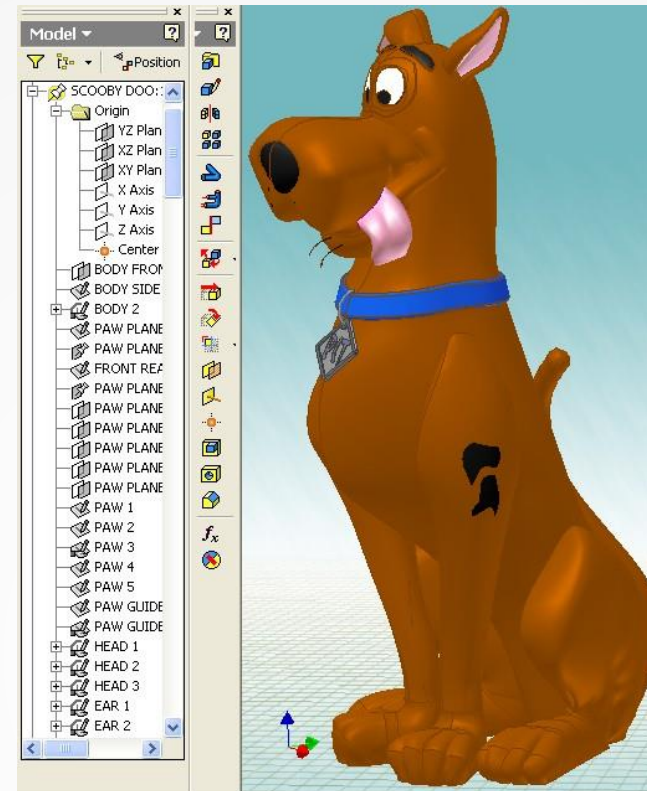 Model
Position
SCOOBY DOO:
Origin
YZ Plan
XZ Plan
XY Plan
X Axis
Y Axis
Z Axis
Center
BODY FRON
BODY SIDE
BODY 2
PAW PLANE
PAW PLANE
FRONT REA
PAW PLANE
PAW PLANE
PAW PLANE
PAW PLANE
PAW PLANE
PAW 1
PAW 2
PAW 3
PAW 4
PAW 5
PAW GUIDE
PAW GUIDE
HEAD 1
HEAD 2
HEAD 3
EAR 1
EAR 2
fx